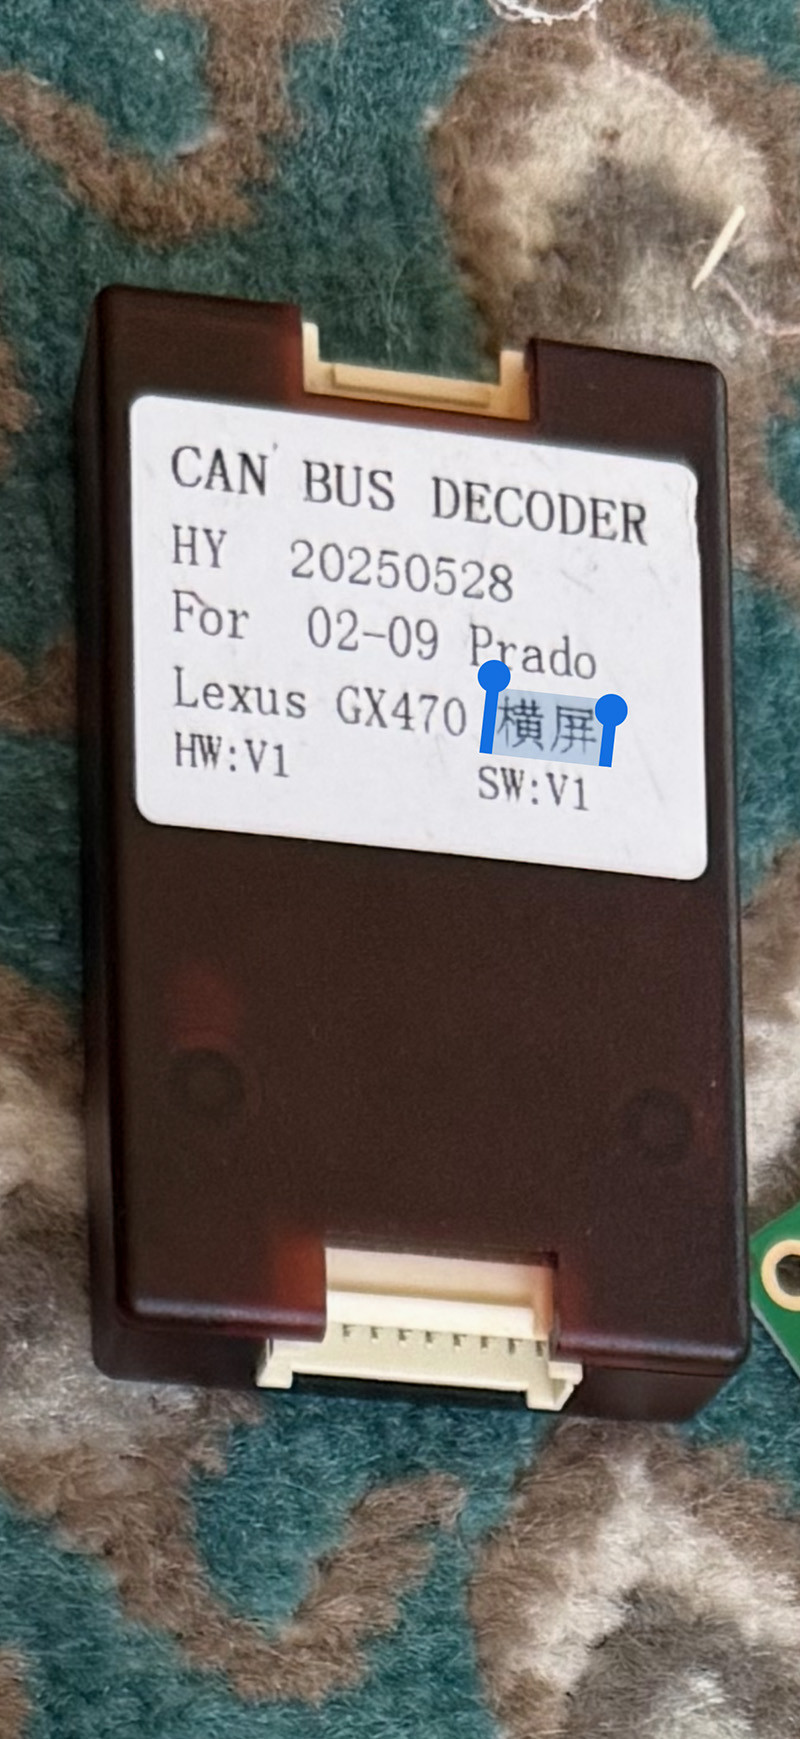 CAN BUS DECODER
HY 20250528
For 02-09 Prado
Lexus GX470 横屏
HW:V1 SW:V1